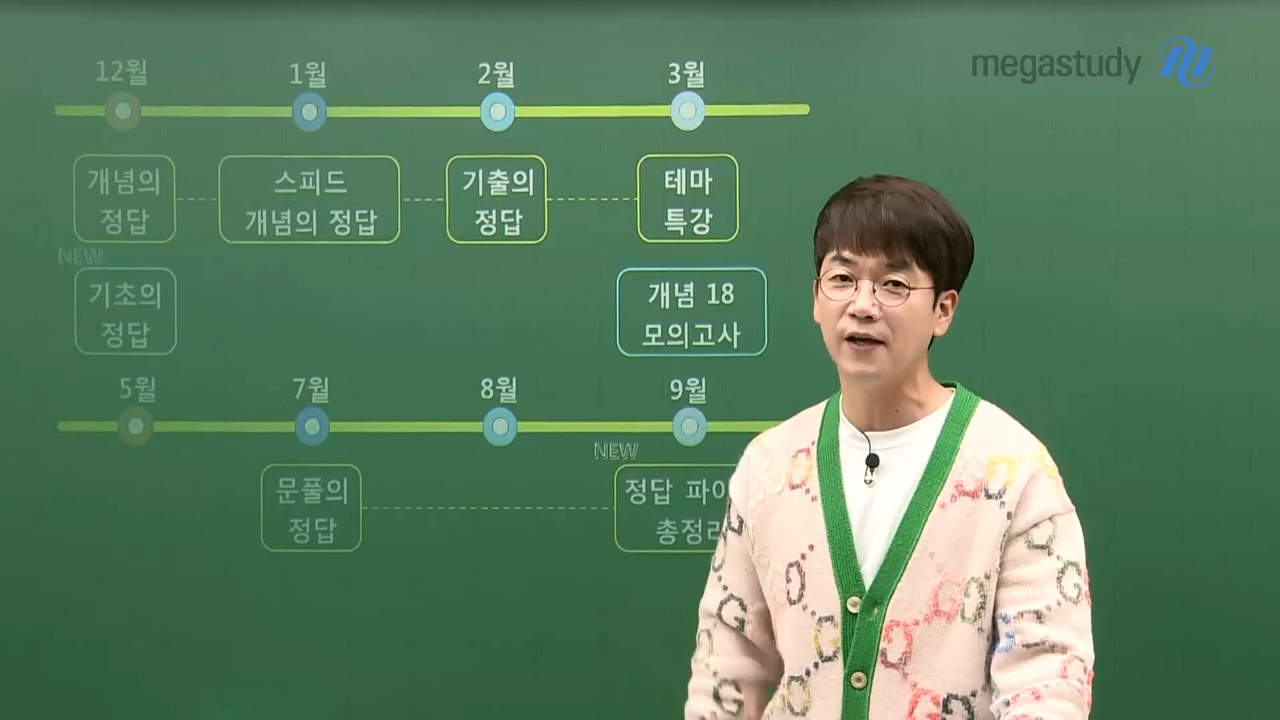 megastudy
12월 1월 2월 3월
개념의 스피드 기출의 테마
정답 개념의 정답 정답 특강
NEW
기초의 개념 18
정답 모의고사
5월 7월 8월 9월
NEW
문풀의 정답
정답 총정